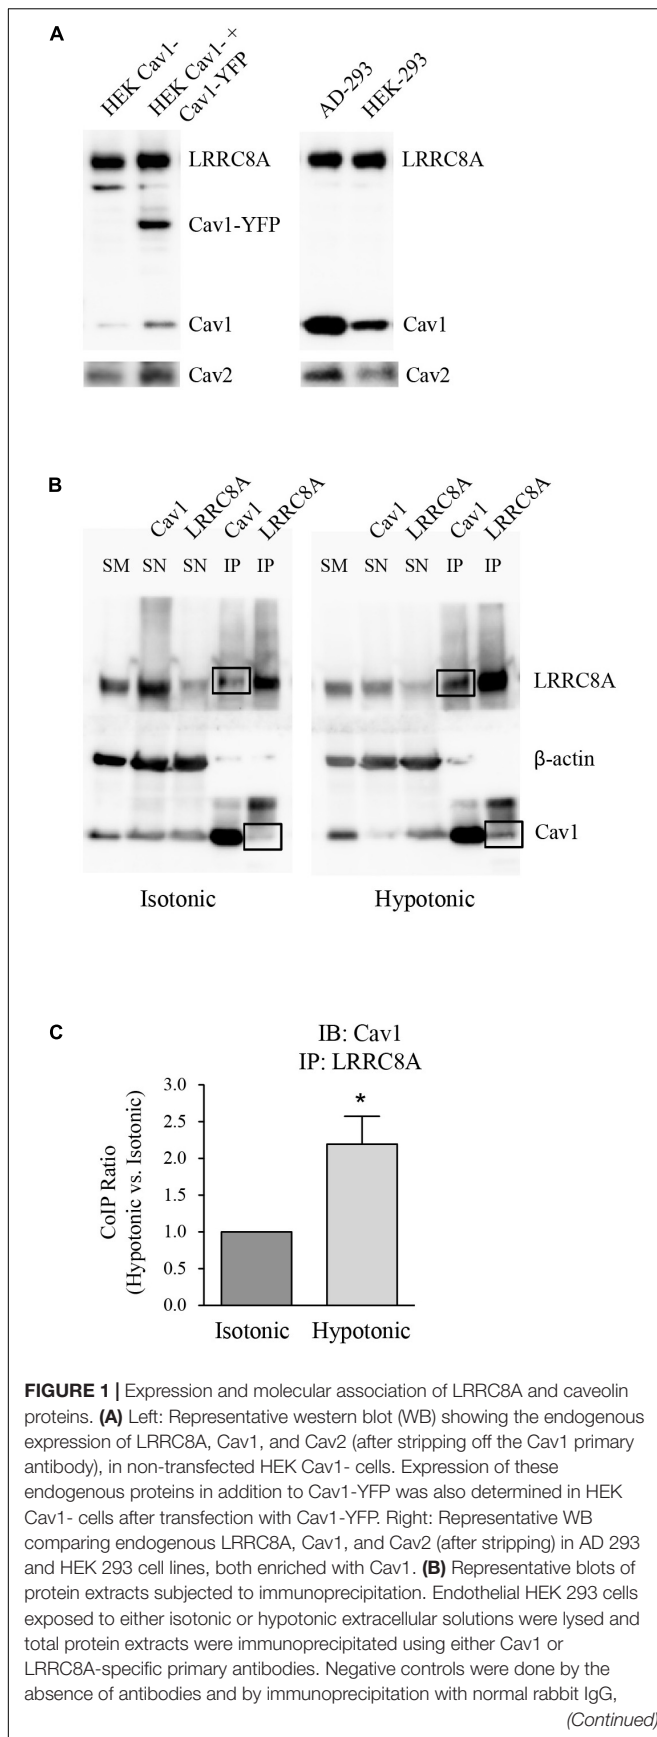 A
HEK Cav1-
HEK Cav1- ×
Cav1-YFP
AD-293
HEK-293
LRRC8A
LRRC8A
Cav1-YFP
Cav1
Cav1
Cav2
Cav2
B
Cav1
LRRC8A
Cav1
LRRC8A
Cav1
LRRC8A
Cav1
LRRC8A
SM SN SN IP IP
SM SN SN IP IP
LRRC8A
β-actin
Cav1
Isotonic
Hypotonic
C
IB: Cav1
IP: LRRC8A
CoIP Ratio
(Hypotonic vs. Isotonic)
3.0
2.5
2.0
1.5
1.0
0.5
0.0
*
Isotonic
Hypotonic
FIGURE 1 | Expression and molecular association of LRRC8A and caveolin
proteins. (A) Left: Representative western blot (WB) showing the endogenous
expression of LRRC8A, Cav1, and Cav2 (after stripping off the Cav1 primary
antibody), in non-transfected HEK Cav1- cells. Expression of these
endogenous proteins in addition to Cav1-YFP was also determined in HEK
Cav1- cells after transfection with Cav1-YFP. Right: Representative WB
comparing endogenous LRRC8A, Cav1, and Cav2 (after stripping) in AD 293
and HEK 293 cell lines, both enriched with Cav1. (B) Representative blots of
protein extracts subjected to immunoprecipitation. Endothelial HEK 293 cells
exposed to either isotonic or hypotonic extracellular solutions were lysed and
total protein extracts were immunoprecipitated using either Cav1 or
LRRC8A-specific primary antibodies. Negative controls were done by the
absence of antibodies and by immunoprecipitation with normal rabbit IgG,
(Continued)